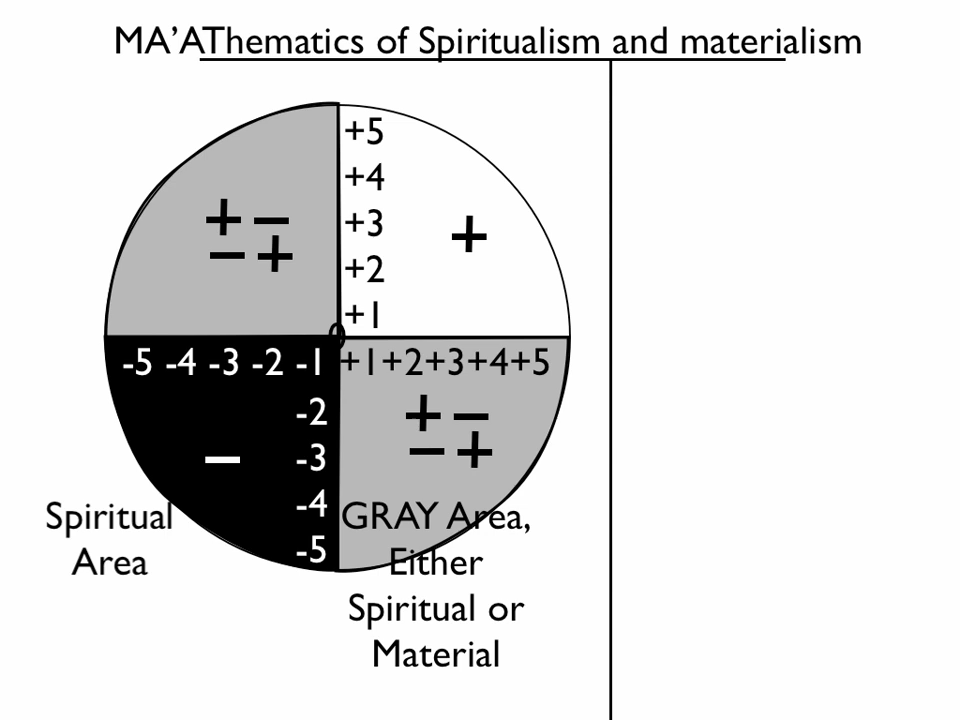 MA’AThematics of Spiritualism and materialism
+5
+4
+3
+2
+1
+ −
− +
+
0
-5 -4 -3 -2 -1 +1+2+3+4+5
-2
-3
-4
-5
−
+ −
− +
Spiritual
Area
GRAY Area,
Either
Spiritual or
Material